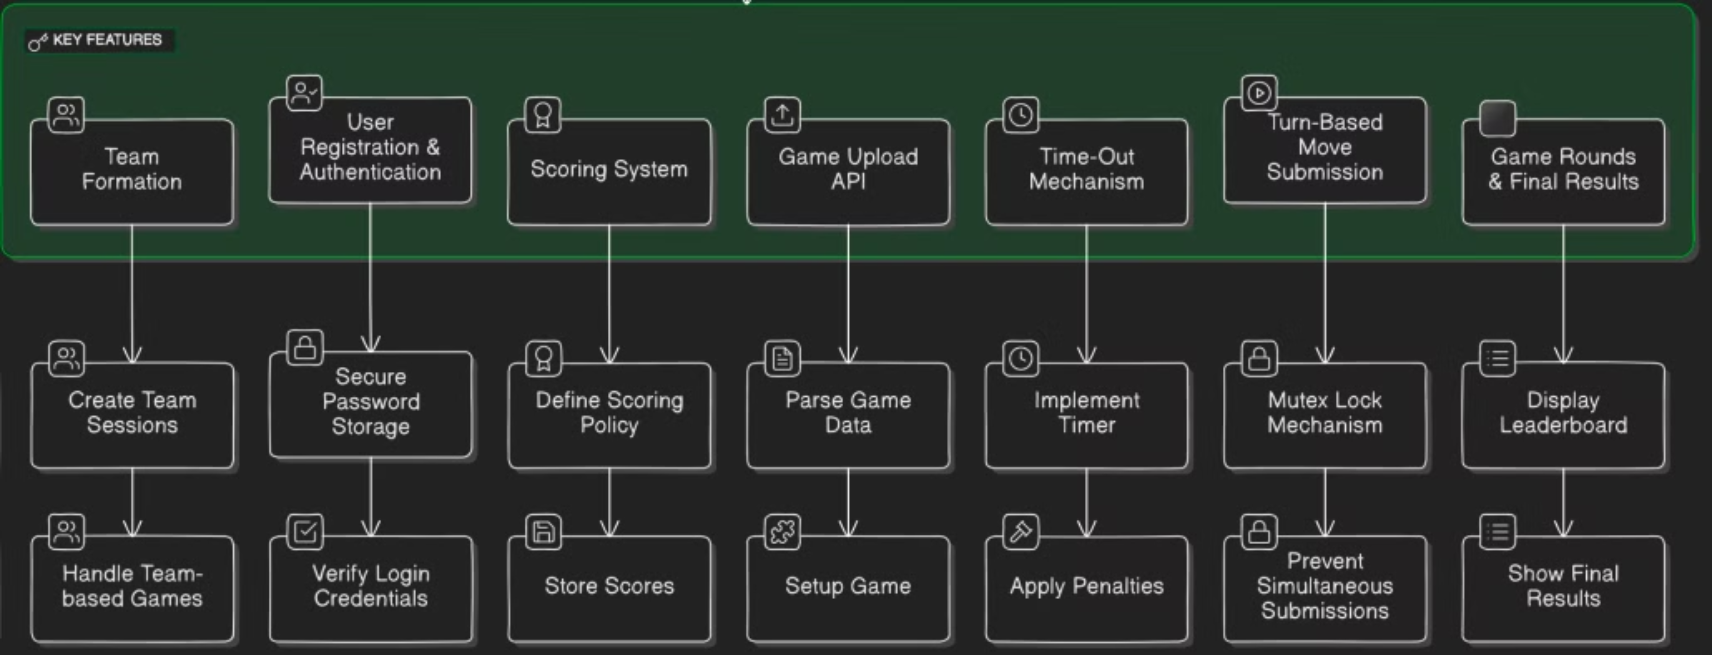 KEY FEATURES
Team
Formation
User
Registration &
Authentication
Scoring System
Game Upload
API
Time-Out
Mechanism
Turn-Based
Move
Submission
Game Rounds
& Final Results
Create Team
Sessions
Secure
Password
Storage
Define Scoring
Policy
Parse Game
Data
Implement
Timer
Mutex Lock
Mechanism
Display
Leaderboard
Handle Team-
based Games
Verify Login
Credentials
Store Scores
Setup Game
Apply Penalties
Prevent
Simultaneous
Submissions
Show Final
Results